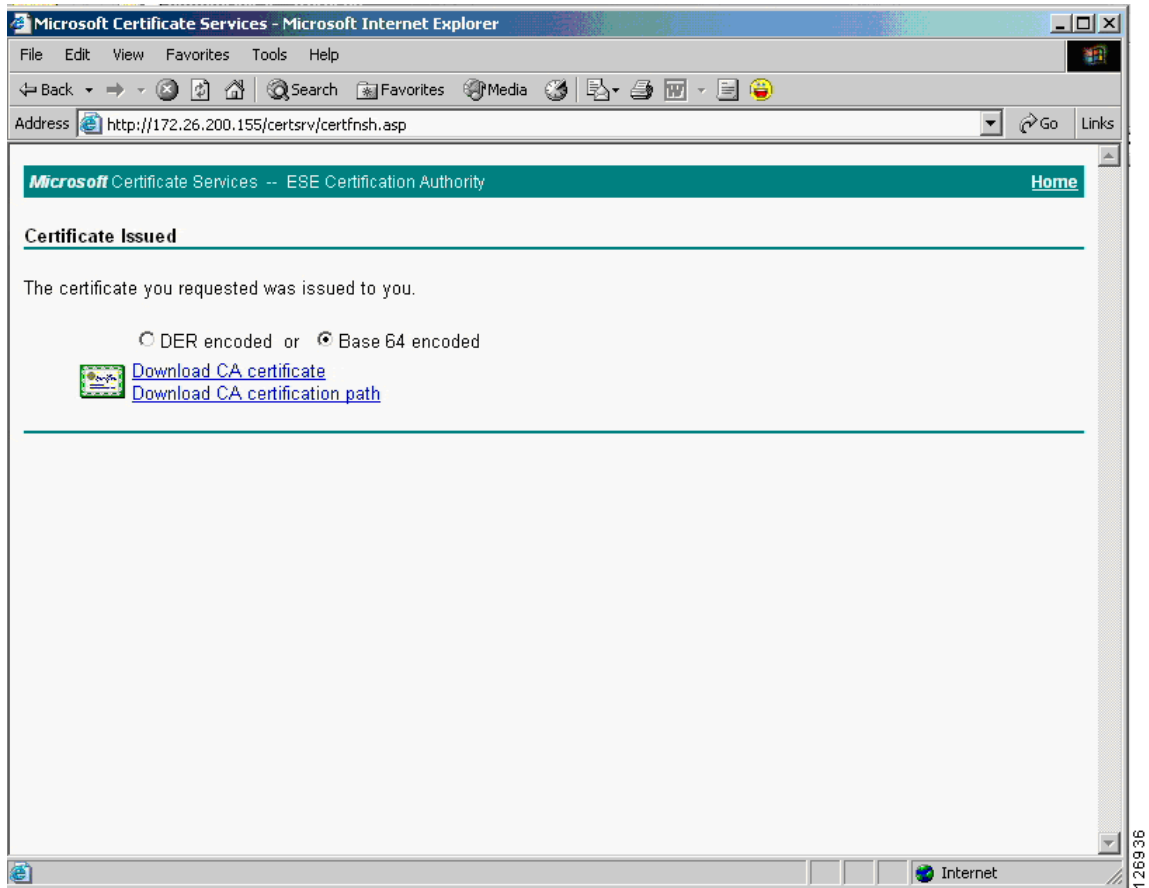 Microsoft Certificate Services - Microsoft Internet Explorer
File Edit View Favorites Tools Help
Back Search Favorites Media
Address http://172.26.200.155/certsrv/certfnsh.asp Go Links
Microsoft Certificate Services -- ESE Certification Authority Home
Certificate Issued
The certificate you requested was issued to you.
DER encoded or Base 64 encoded
Download CA certificate
Download CA certification path
Internet
126936